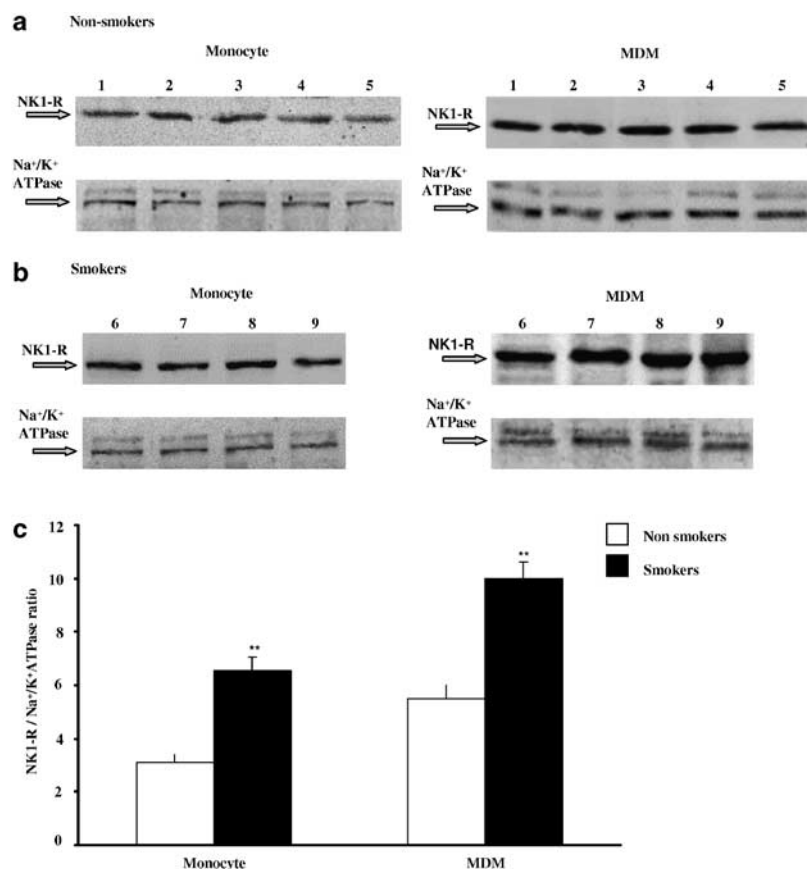 a Non-smokers
Monocyte MDM
1 2 3 4 5 1 2 3 4 5
NK1-R NK1-R
Na⁺/K⁺ Na⁺/K⁺
ATPase ATPase
b Smokers
Monocyte MDM
6 7 8 9 6 7 8 9
NK1-R NK1-R
Na⁺/K⁺ Na⁺/K⁺
ATPase ATPase
c
NK1-R / Na⁺/K⁺ATPase ratio
12
10
8
6
4
2
0
**
**
Non smokers
Smokers
Monocyte MDM